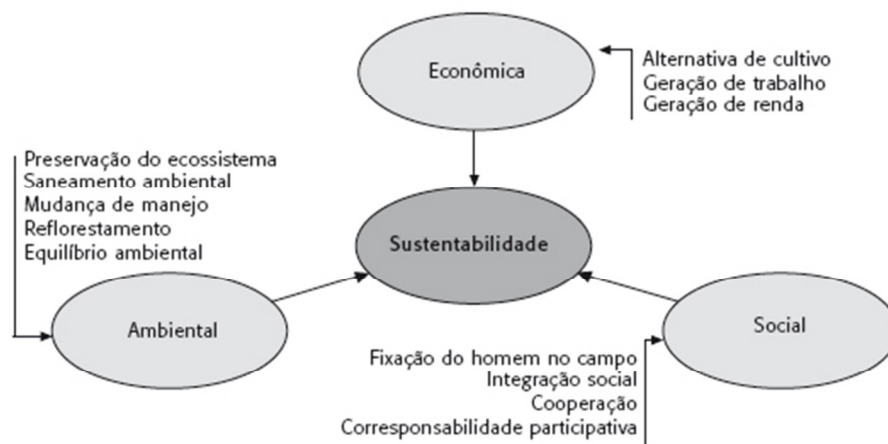 Econômica
Alternativa de cultivo
Geração de trabalho
Geração de renda
Preservação do ecossistema
Saneamento ambiental
Mudança de manejo
Reflorestamento
Equilíbrio ambiental
Sustentabilidade
Ambiental
Social
Fixação do homem no campo
Integração social
Cooperação
Corresponsabilidade participativa